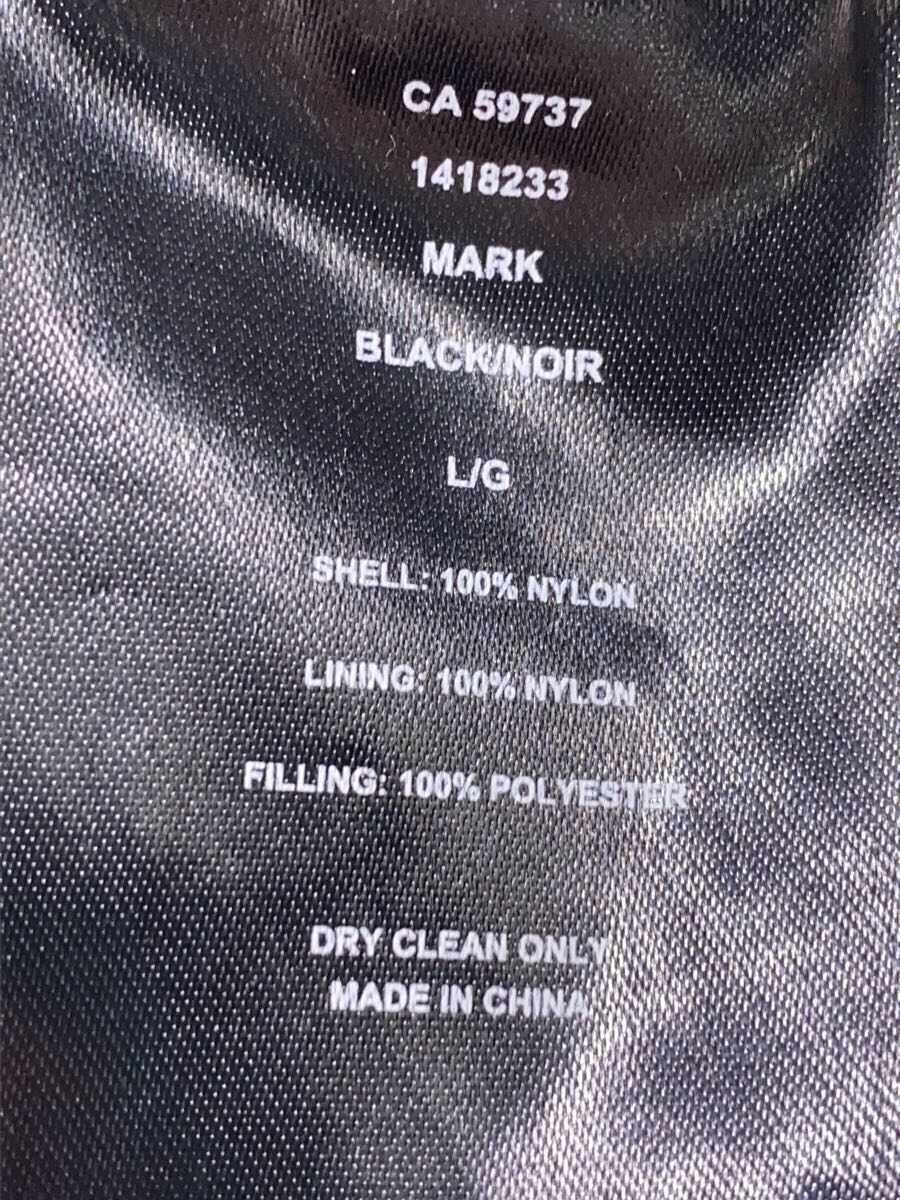 CA 59737
1418233
MARK
BLACK/NOIR
L/G
SHELL: 100% NYLON
LINING: 100% NYLON
FILLING: 100% POLYESTER
DRY CLEAN ONLY
MADE IN CHINA